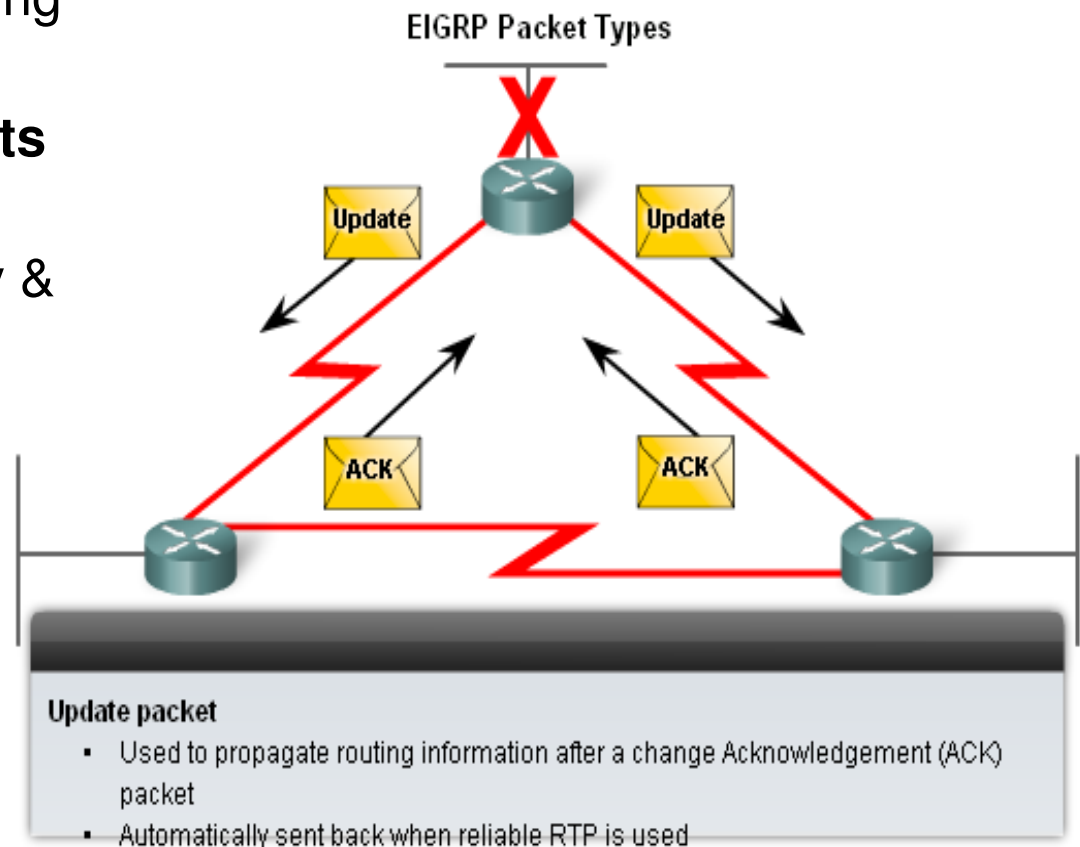 ng
EIGRP Packet Types
ts
X
Update
Update
&
ACK
ACK
Update packet
▪ Used to propagate routing information after a change Acknowledgement (ACK)
packet
▪ Automatically sent back when reliable RTP is used